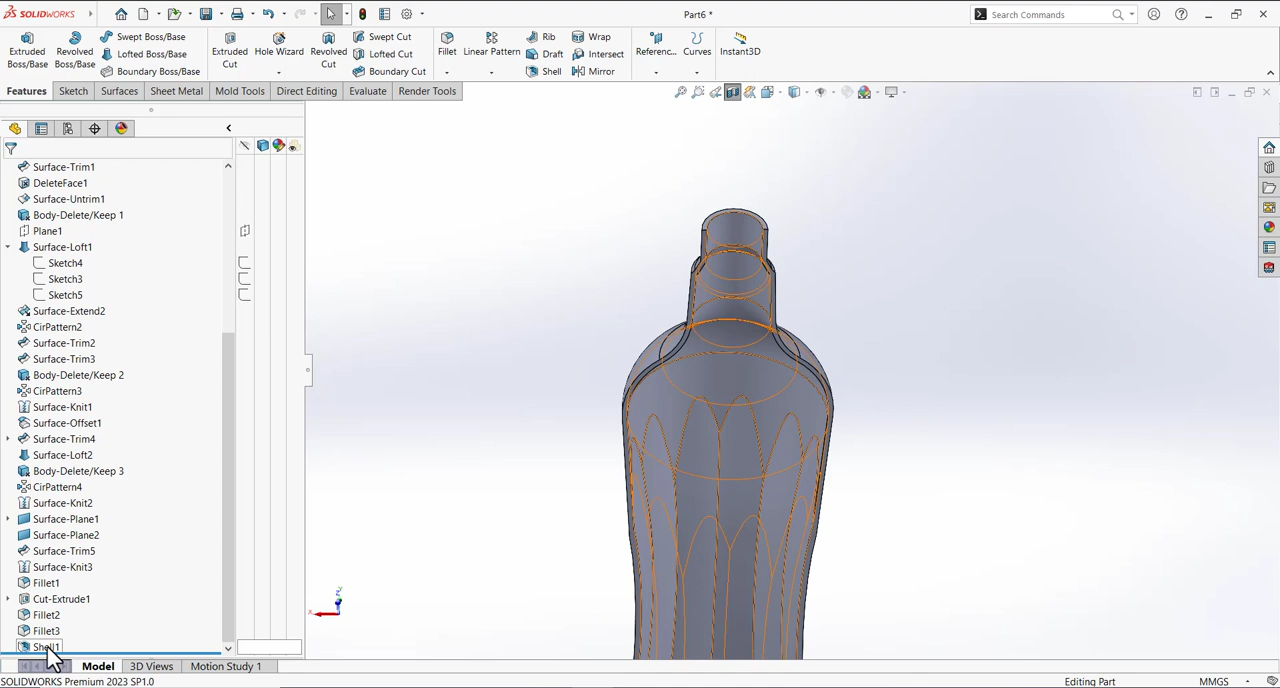 SOLIDWORKS
Part6 *
Search Commands
Extruded Boss/Base
Revolved Boss/Base
Swept Boss/Base
Lofted Boss/Base
Boundary Boss/Base
Extruded Cut
Hole Wizard
Revolved Cut
Swept Cut
Lofted Cut
Boundary Cut
Fillet
Linear Pattern
Rib
Draft
Shell
Wrap
Intersect
Mirror
Referenc...
Curves
Instant3D
Features
Sketch
Surfaces
Sheet Metal
Mold Tools
Direct Editing
Evaluate
Render Tools
Surface-Trim1
DeleteFace1
Surface-Untrim1
Body-Delete/Keep 1
Plane1
Surface-Loft1
Sketch4
Sketch3
Sketch5
Surface-Extend2
CirPattern2
Surface-Trim2
Surface-Trim3
Body-Delete/Keep 2
CirPattern3
Surface-Knit1
Surface-Offset1
Surface-Trim4
Surface-Loft2
Body-Delete/Keep 3
CirPattern4
Surface-Knit2
Surface-Plane1
Surface-Plane2
Surface-Trim5
Surface-Knit3
Fillet1
Cut-Extrude1
Fillet2
Fillet3
Shell1
Model
3D Views
Motion Study 1
SOLIDWORKS Premium 2023 SP1.0
Editing Part
MMGS